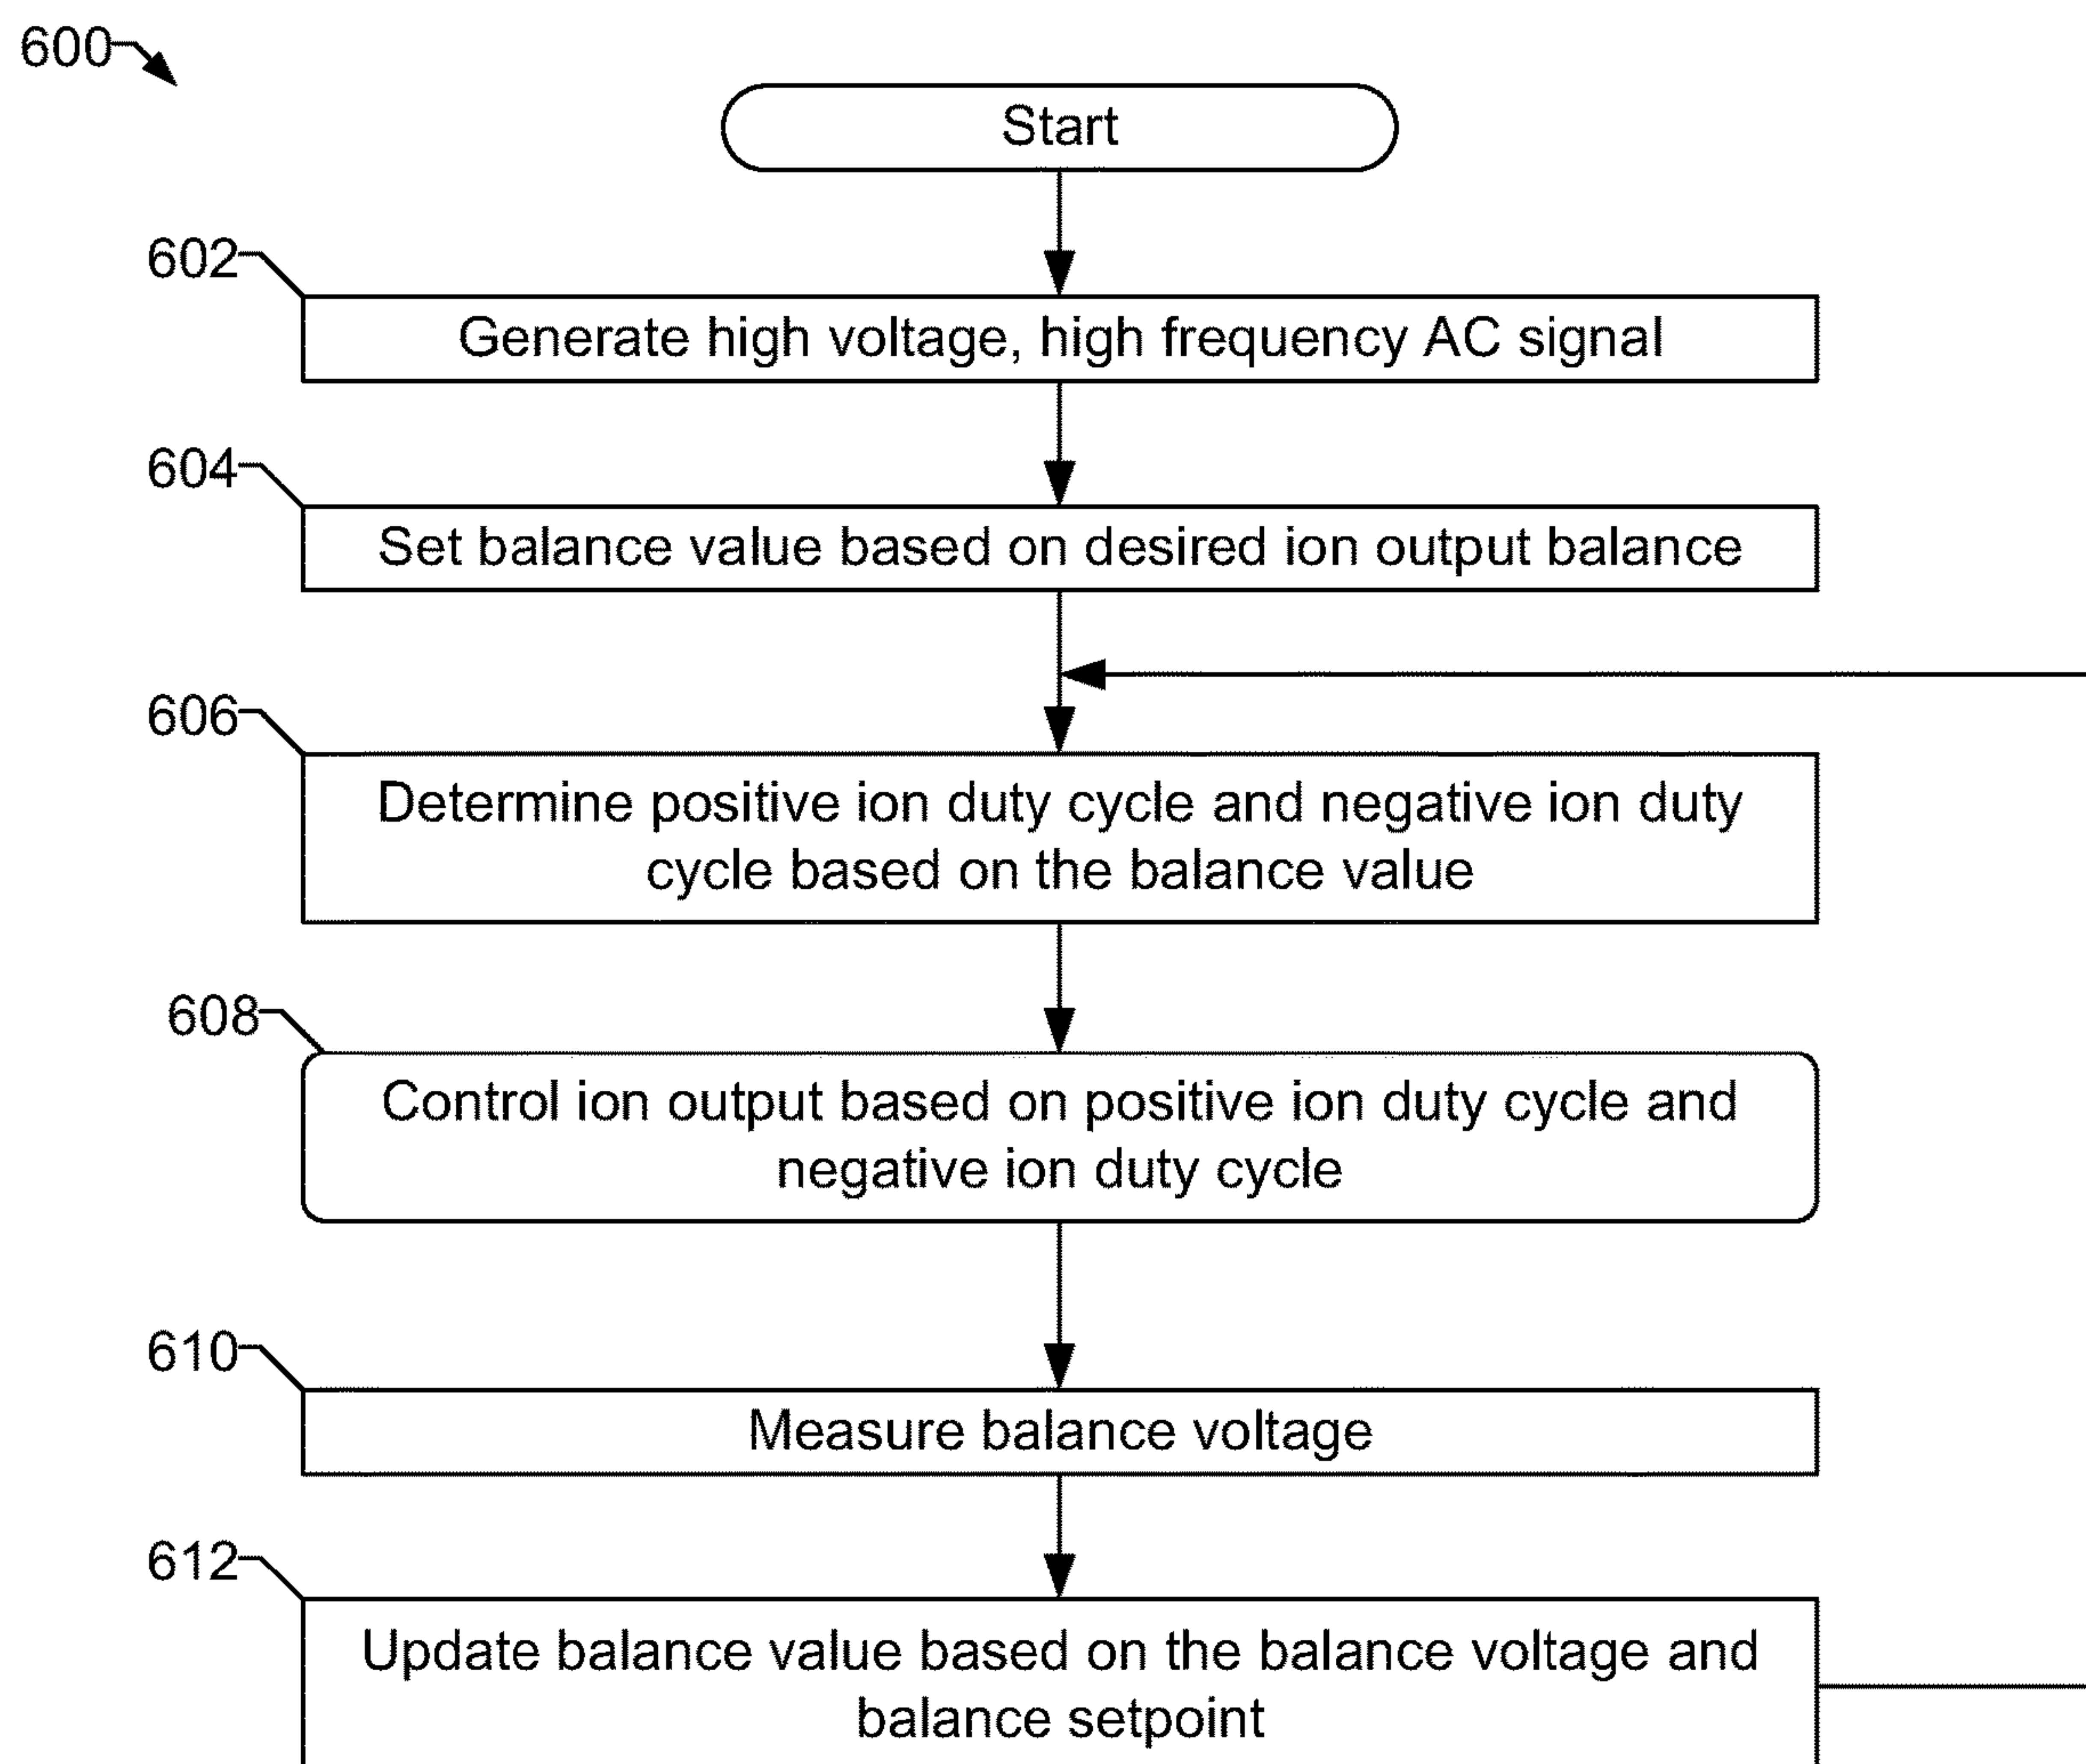 600
Start
602
Generate high voltage, high frequency AC signal
604
Set balance value based on desired ion output balance
606
Determine positive ion duty cycle and negative ion duty
cycle based on the balance value
608
Control ion output based on positive ion duty cycle and
negative ion duty cycle
610
Measure balance voltage
612
Update balance value based on the balance voltage and
balance setpoint